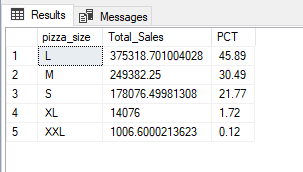 Results Messages
pizza_size Total_Sales PCT
1 L 375318.701004028 45.89
2 M 249382.25 30.49
3 S 178076.49981308 21.77
4 XL 14076 1.72
5 XXL 1006.6000213623 0.12